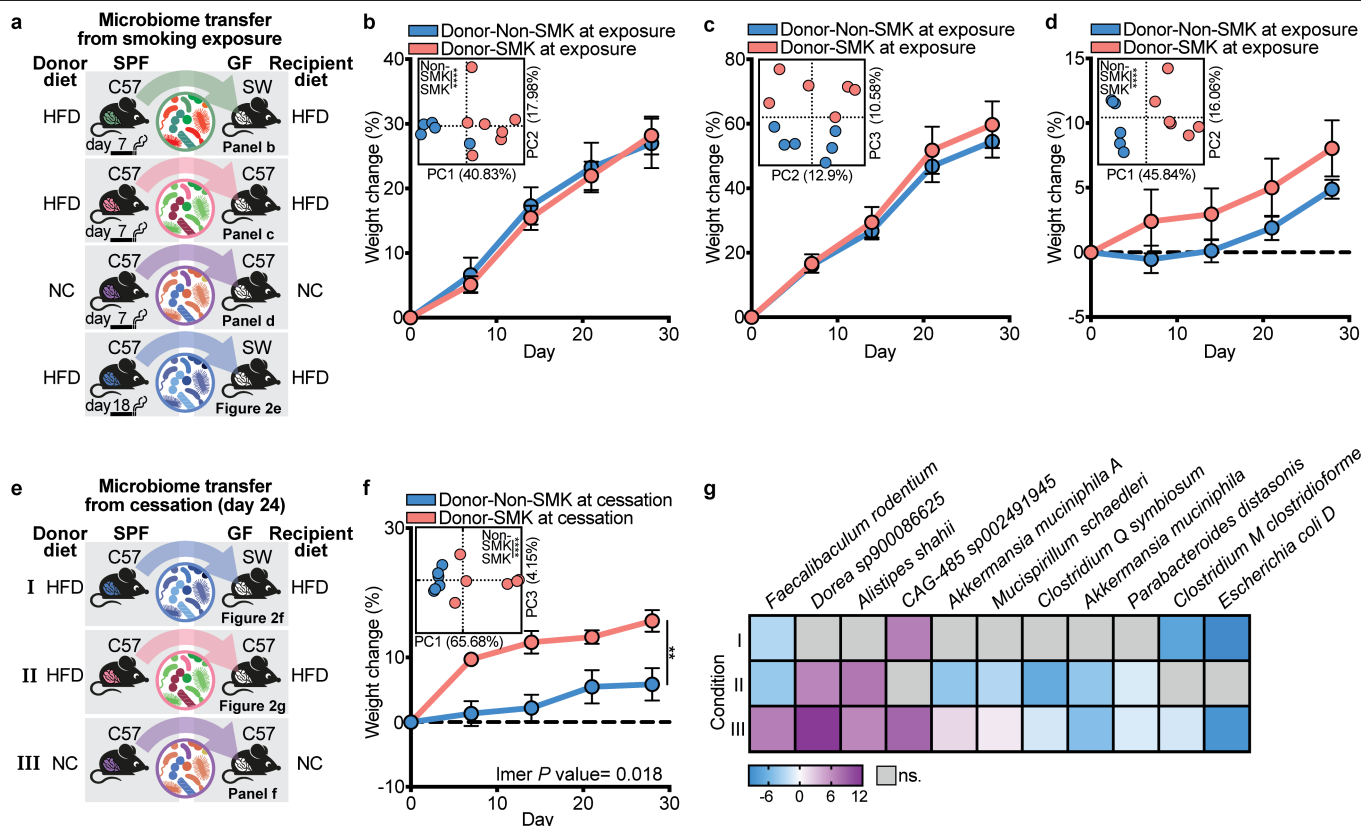 a
Microbiome transfer
from smoking exposure
Donor diet
SPF
GF
Recipient diet
C57
SW
HFD
HFD
day 7
Panel b
C57
C57
HFD
HFD
day 7
Panel c
C57
C57
NC
NC
day 7
Panel d
C57
SW
HFD
HFD
day18
Figure 2e
b
Donor-Non-SMK at exposure
Donor-SMK at exposure
Weight change (%)
40
30
20
10
0
Non-
SMK
SMK
****
PC2 (17.98%)
PC1 (40.83%)
0
10
20
30
Day
c
Donor-Non-SMK at exposure
Donor-SMK at exposure
Weight change (%)
80
60
40
20
0
PC3 (10.58%)
PC2 (12.9%)
0
10
20
30
Day
d
Donor-Non-SMK at exposure
Donor-SMK at exposure
Weight change (%)
15
10
5
0
-5
Non-
SMK
SMK
****
PC2 (16.06%)
PC1 (45.84%)
0
10
20
30
Day
e
Microbiome transfer
from cessation (day 24)
Donor diet
SPF
GF
Recipient diet
C57
SW
I HFD
HFD
Figure 2f
C57
C57
II HFD
HFD
Figure 2g
C57
C57
III NC
NC
Panel f
f
Donor-Non-SMK at cessation
Donor-SMK at cessation
Weight change (%)
30
10
0
-10
Non-
SMK
SMK
****
PC3 (4.15%)
PC1 (65.68%)
**
lmer P value= 0.018
0
10
20
30
Day
g
Faecalibaculum rodentium
Dorea sp900086625
Alistipes shahii
CAG-485 sp002491945
Akkermansia muciniphila A
Mucispirillum schaedleri
Clostridium Q symbiosum
Akkermansia muciniphila
Parabacteroides distasonis
Clostridium M clostridioforme
Escherichia coli D
Condition
I
II
III
-6
0
6
12
ns.